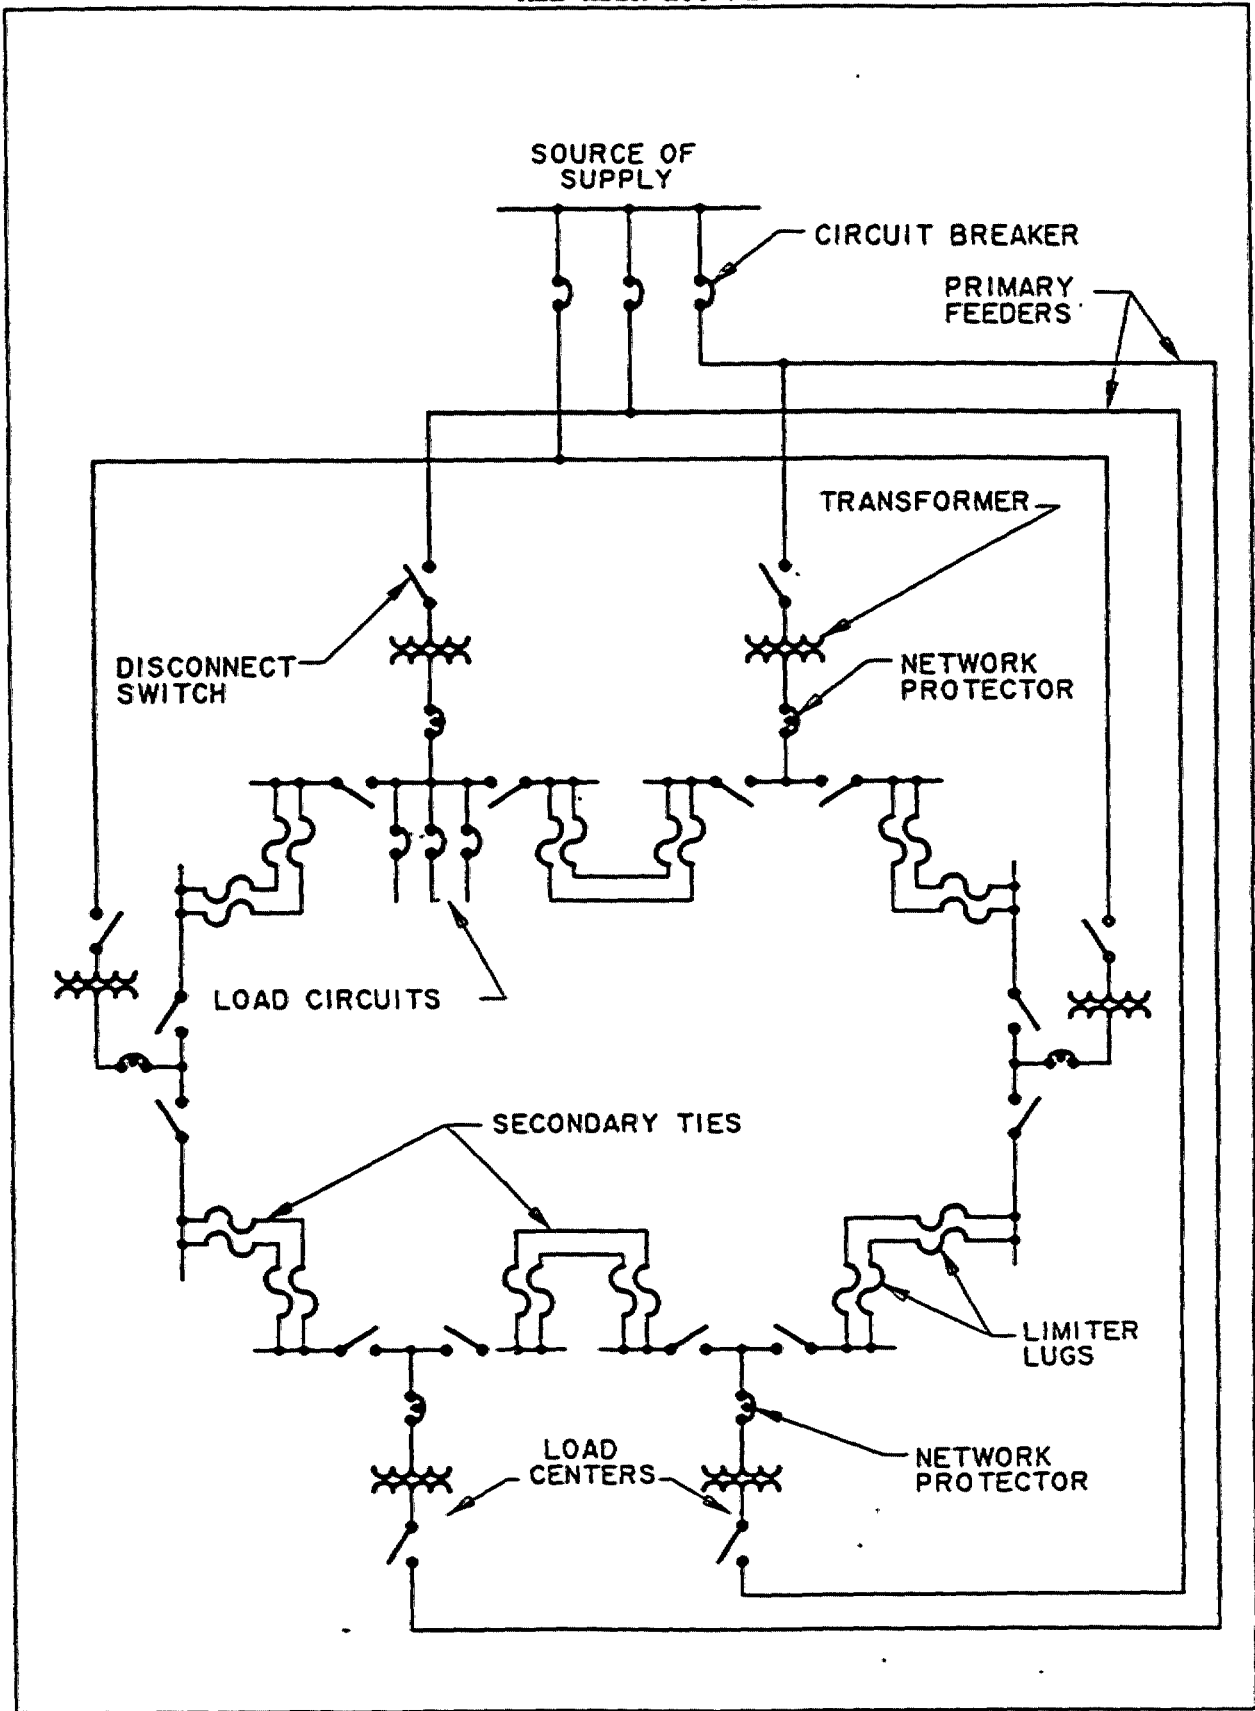 SOURCE OF
SUPPLY
CIRCUIT BREAKER
PRIMARY
FEEDERS
TRANSFORMER
DISCONNECT
SWITCH
NETWORK
PROTECTOR
LOAD CIRCUITS
SECONDARY TIES
LIMITER
LUGS
LOAD
CENTERS
NETWORK
PROTECTOR